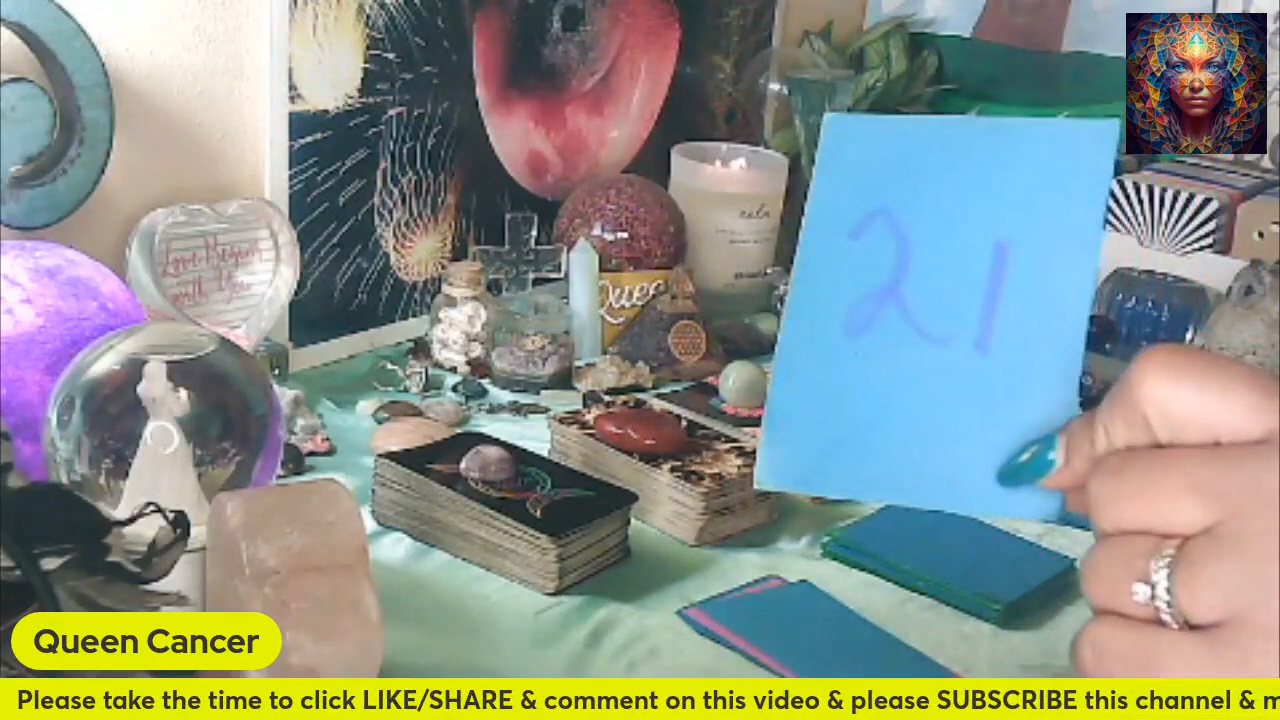 Love Begins
with You
Queen
21
Queen Cancer
Please take the time to click LIKE/SHARE & comment on this video & please SUBSCRIBE this channel & m